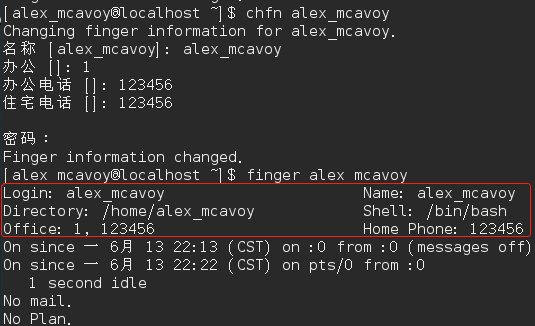 [alex_mcavoy@localhost ~]$ chfn alex_mcavoy
Changing finger information for alex_mcavoy.
名称 [alex_mcavoy]: alex_mcavoy
办公 []: 1
办公电话 []: 123456
住宅电话 []: 123456
密码：
Finger information changed.
[alex_mcavoy@localhost ~]$ finger alex_mcavoy
Login: alex_mcavoy Name: alex_mcavoy
Directory: /home/alex_mcavoy Shell: /bin/bash
Office: 1, 123456 Home Phone: 123456
On since 一 6月 13 22:13 (CST) on :0 from :0 (messages off)
On since 一 6月 13 22:22 (CST) on pts/0 from :0
1 second idle
No mail.
No Plan.